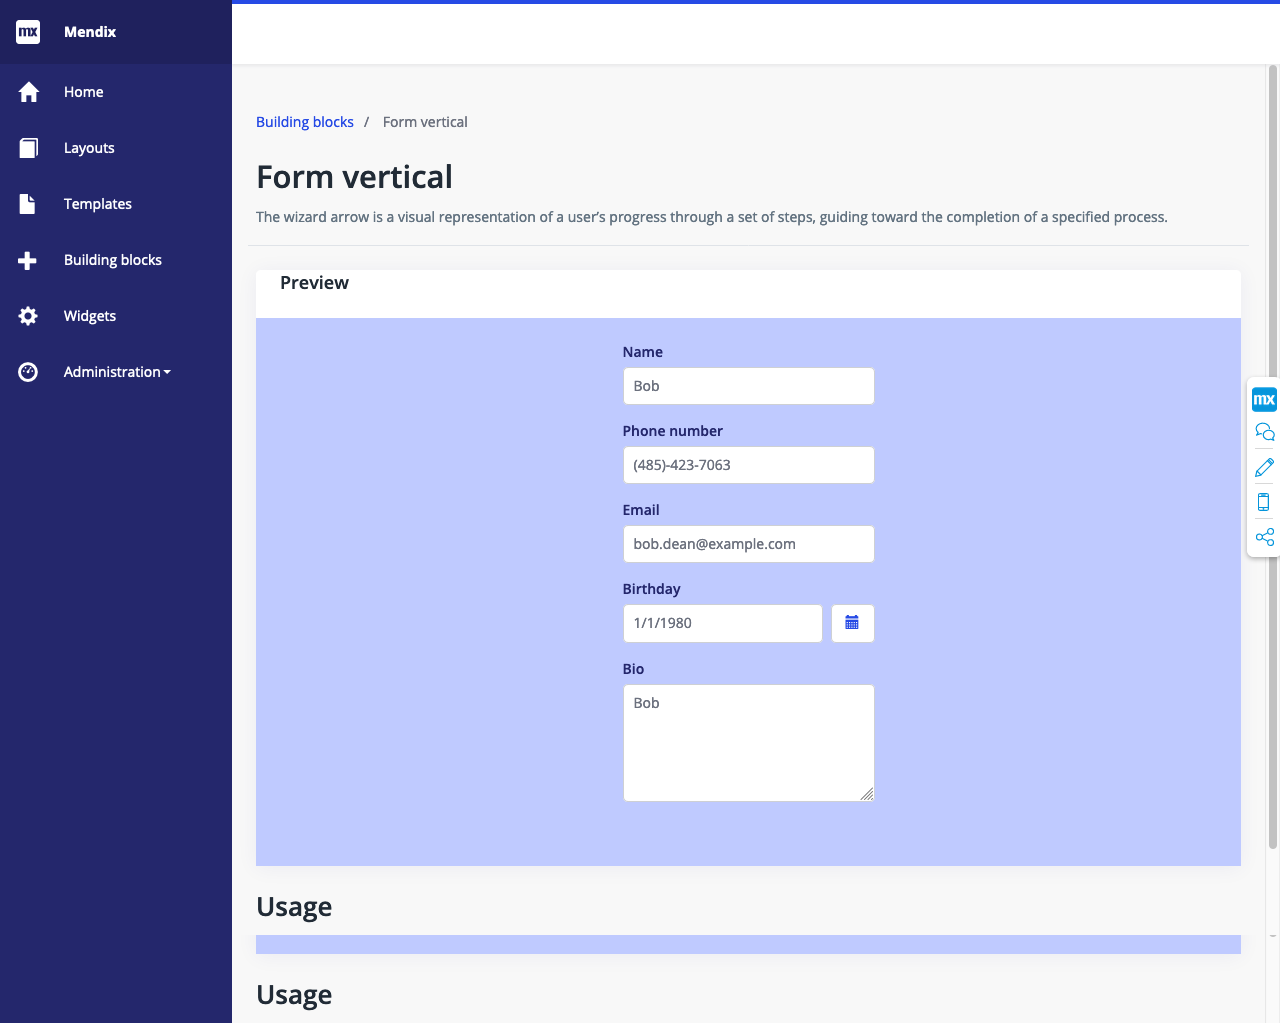 mx Mendix
Home
Layouts
Templates
Building blocks
Widgets
Administration
Building blocks / Form vertical
Form vertical
The wizard arrow is a visual representation of a user’s progress through a set of steps, guiding toward the completion of a specified process.
Preview
Name
Bob
Phone number
(485)-423-7063
Email
bob.dean@example.com
Birthday
1/1/1980
Bio
Bob
mx
Usage
Usage